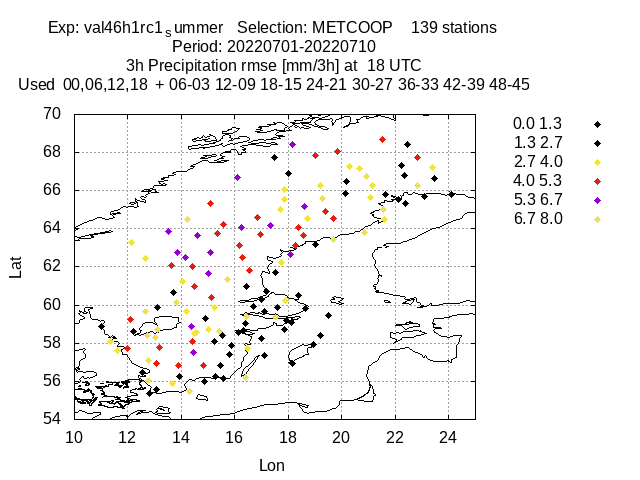 Exp: val46h1rc1summer   Selection: METCOOP    139 stations
Period: 20220701-20220710
3h Precipitation rmse [mm/3h] at  18 UTC
Used  00,06,12,18  + 06-03 12-09 18-15 24-21 30-27 36-33 42-39 48-45
70
68
66
64
62
60
58
56
54
Lat
10 12 14 16 18 20 22 24
Lon
0.0 1.3
1.3 2.7
2.7 4.0
4.0 5.3
5.3 6.7
6.7 8.0